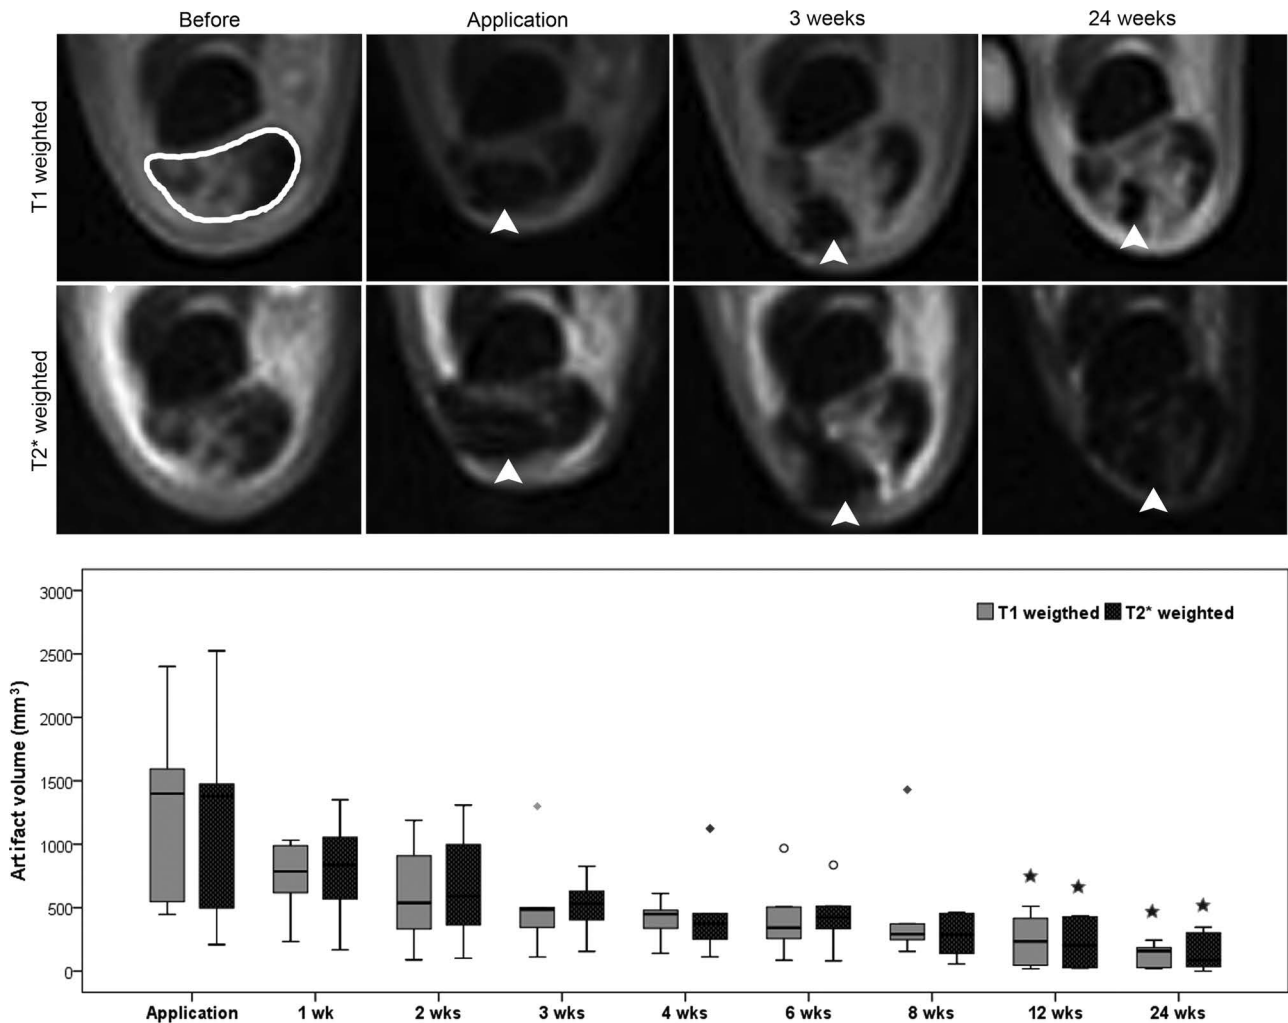 Before Application 3 weeks 24 weeks
T1 weighted
T2* weighted
T1 weigthed T2* weighted
Artifact volume (mm³)
3000
2500
2000
1500
1000
500
0
Application 1 wk 2 wks 3 wks 4 wks 6 wks 8 wks 12 wks 24 wks